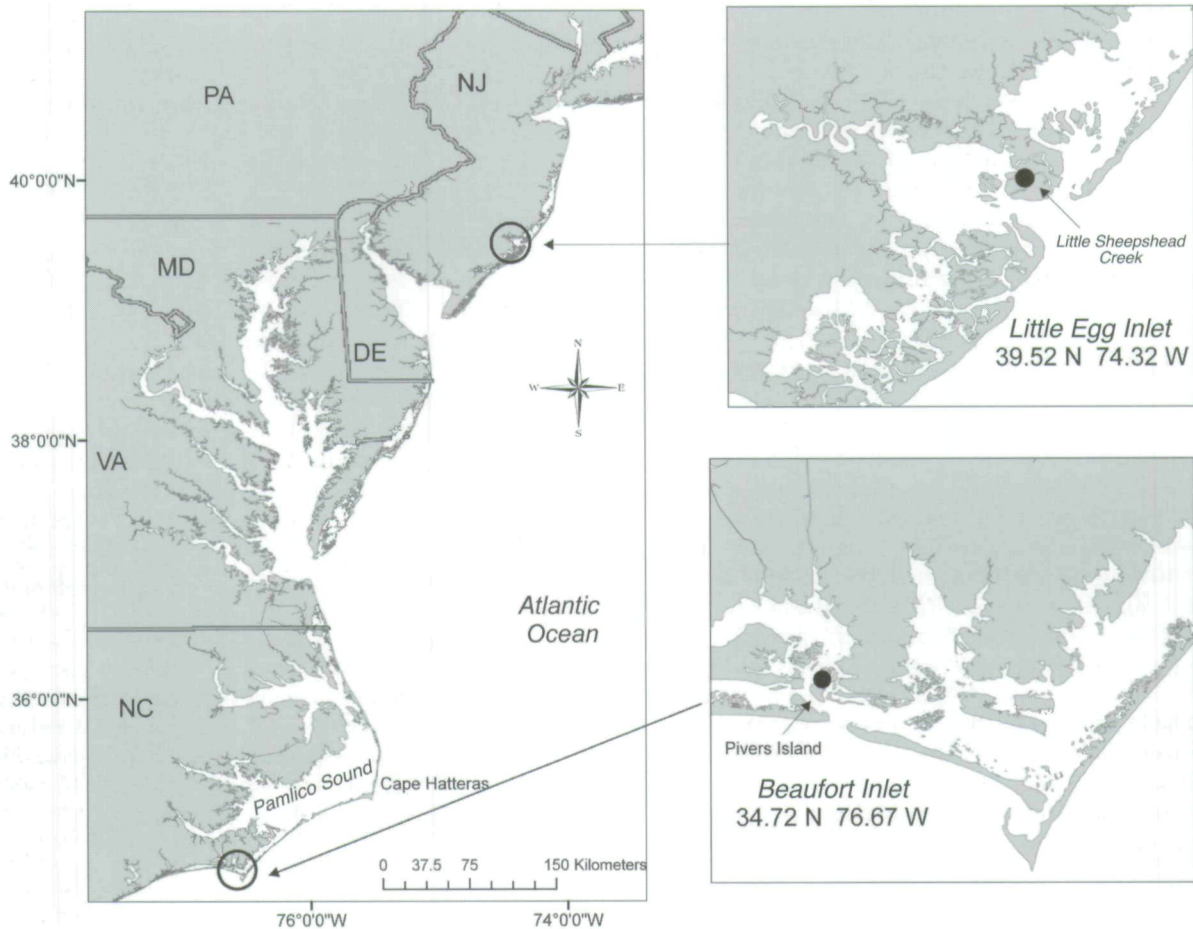 PA
NJ
40°0'0"N
MD
DE
N
W
E
S
38°0'0"N
VA
Atlantic
Ocean
36°0'0"N
NC
Pamlico Sound
Cape Hatteras
0 37.5 75 150 Kilometers
76°0'0"W
74°0'0"W
Little Sheepshead
Creek
Little Egg Inlet
39.52 N 74.32 W
Pivers Island
Beaufort Inlet
34.72 N 76.67 W